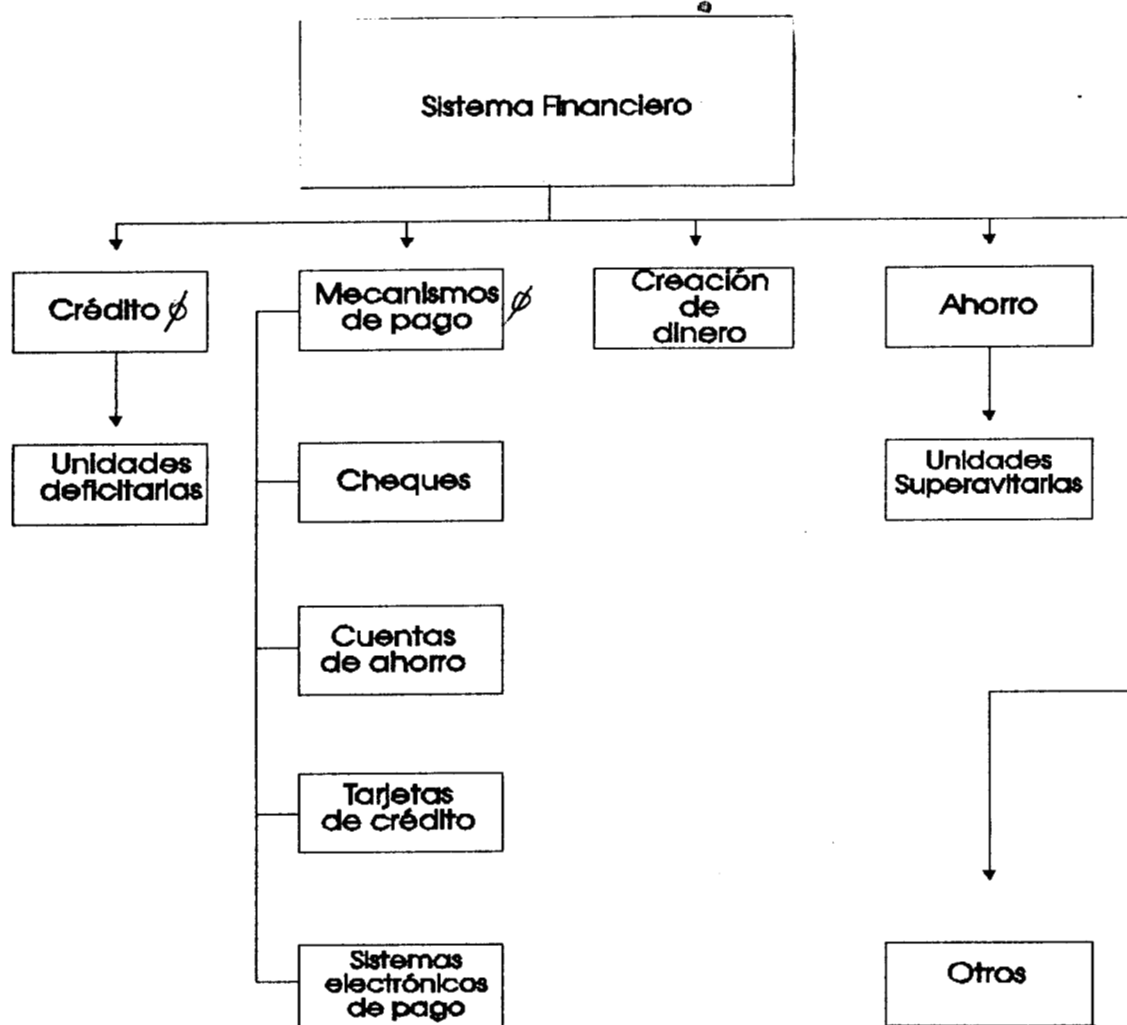 Sistema Financiero
Crédito
Mecanismos
de pago
Creación
de
dinero
Ahorro
Unidades
deficitarias
Cheques
Unidades
Superavitarias
Cuentas
de ahorro
Tarjetas
de crédito
Sistemas
electrónicos
de pago
Otros